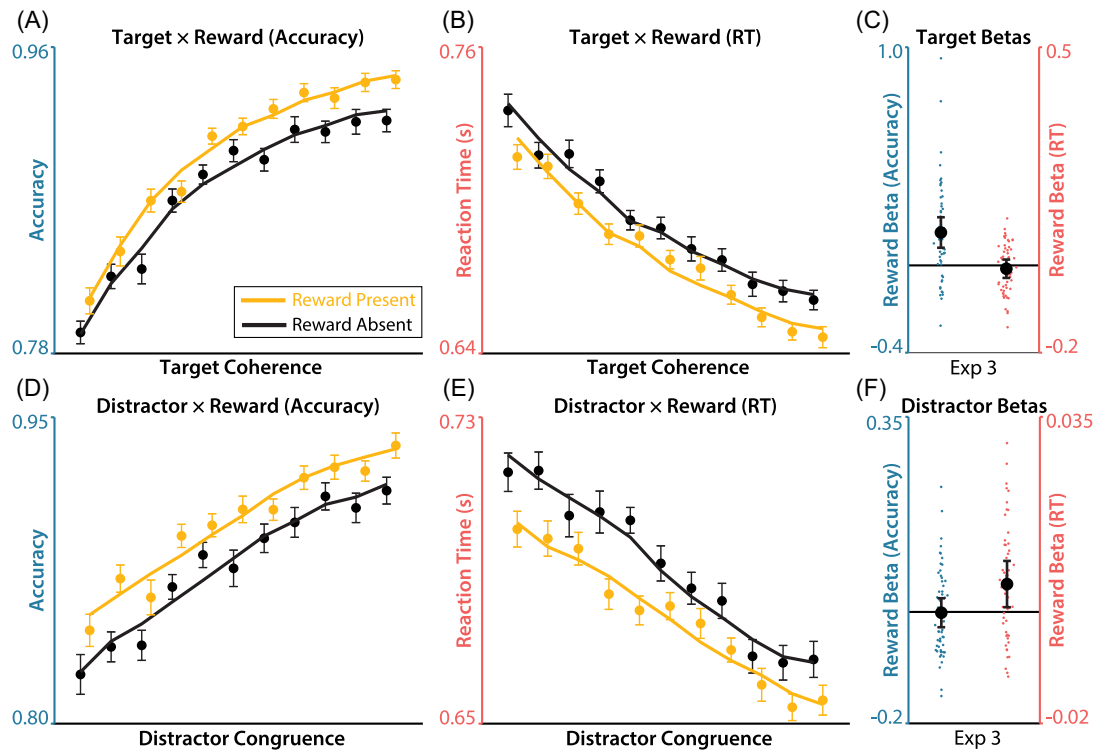 (A)
Target × Reward (Accuracy)
0.96
Accuracy
0.78
Reward Present
Reward Absent
Target Coherence
(B)
Target × Reward (RT)
0.76
Reaction Time (s)
0.64
Target Coherence
(C)
Target Betas
1.0
0.5
Reward Beta (Accuracy)
Reward Beta (RT)
-0.4
-0.2
Exp 3
(D)
Distractor × Reward (Accuracy)
0.95
Accuracy
0.80
Distractor Congruence
(E)
Distractor × Reward (RT)
0.73
Reaction Time (s)
0.65
Distractor Congruence
(F)
Distractor Betas
0.35
0.035
Reward Beta (Accuracy)
Reward Beta (RT)
-0.2
-0.02
Exp 3